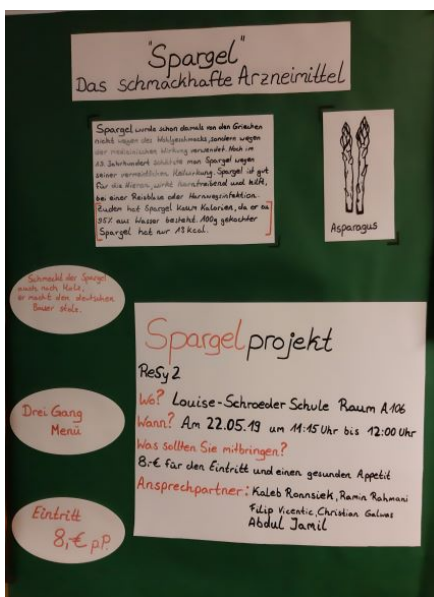 "Spargel"
Das schmackhafte Arzneimittel
Spargel wurde schon damals von den Griechen
nicht wegen des Wohlgeschmacks, sondern wegen
der medizinischen Wirkung verwendet. Noch im
19. Jahrhundert schätzte man Spargel wegen
seiner vermeintlichen Heilwirkung. Spargel ist gut
für die Nieren, wirkt harntreibend und hilft,
bei einer Reizblase oder Harnwegsinfektion.
Zudem hat Spargel kaum Kalorien, da er zu
95% aus Wasser besteht. 100g gekochter
Spargel hat nur 13 kcal.
Asparagus
Schmeckt der Spargel
auch nach Holz,
er macht den deutschen
Bauer stolz.
Spargelprojekt
ReSy 2
Wo? Louise-Schroeder Schule Raum A106
Wann? Am 22.05.19 um 11:15 Uhr bis 12:00 Uhr
Was sollten Sie mitbringen?
8.-€ für den Eintritt und einen gesunden Appetit
Ansprechpartner: Kaleb Ronnsiek, Ramin Rahmani
Filip Vicentic, Christian
Abdul Jamil
Drei Gang
Menü
Eintritt
8,-€ p.P.